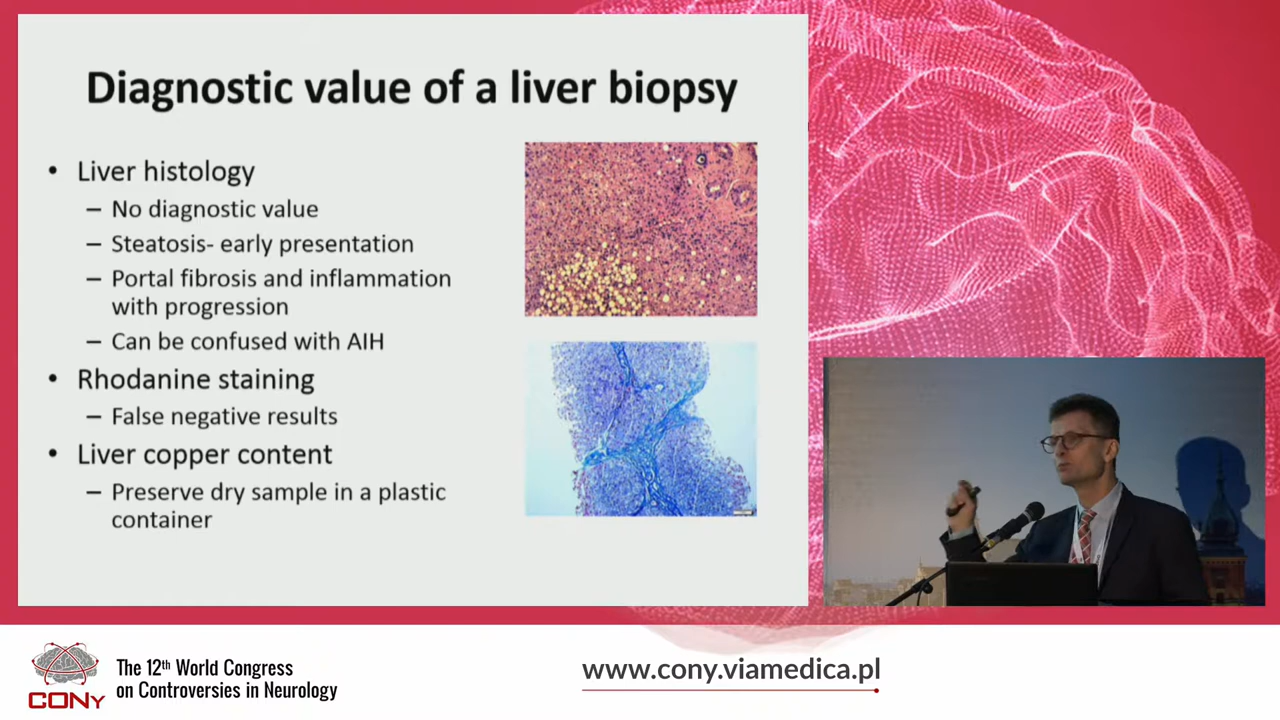 Diagnostic value of a liver biopsy
• Liver histology
– No diagnostic value
– Steatosis- early presentation
– Portal fibrosis and inflammation
with progression
– Can be confused with AIH
• Rhodanine staining
– False negative results
• Liver copper content
– Preserve dry sample in a plastic
container
CONy
The 12th World Congress
on Controversies in Neurology
www.cony.viamedica.pl